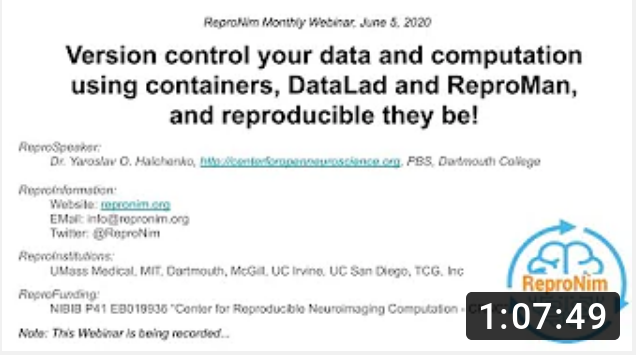 ReproNim Monthly Webinar, June 5, 2020
Version control your data and computation
using containers, DataLad and ReproMan,
and reproducible they be!
ReproSpeaker:
Dr. Yaroslav O. Halchenko, http://centerforopenneuroscience.org, PBS, Dartmouth College
ReproInformation:
Website: repronim.org
EMail: info@repronim.org
Twitter: @ReproNim
ReproInstitutions:
UMass Medical, MIT, Dartmouth, McGill, UC Irvine, UC San Diego, TCG, Inc
ReproFunding:
NIBIB P41 EB019936 "Center for Reproducible Neuroimaging Computation -
Note: This Webinar is being recorded...
ReproNim
1:07:49